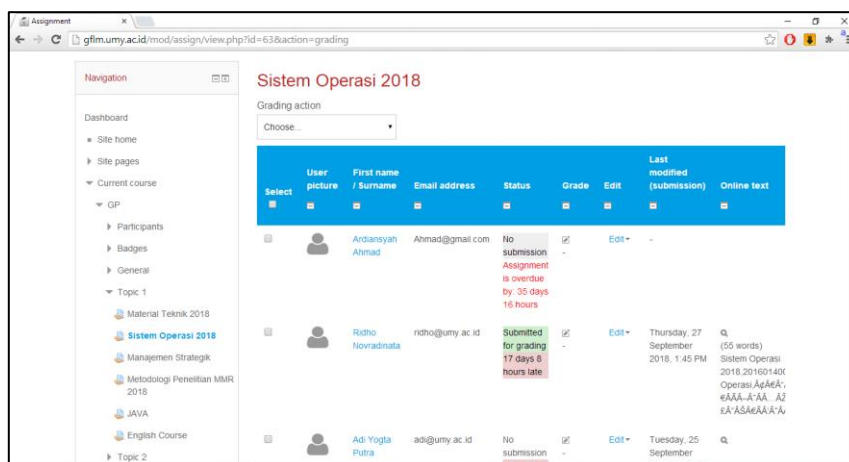 Assignment
gflm.umy.ac.id/mod/assign/view.php?id=63&action=grading
Navigation
Dashboard
Site home
Site pages
Current course
GP
Participants
Badges
General
Topic 1
Material Teknik 2018
Sistem Operasi 2018
Manajemen Strategik
Metodologi Penelitian MMR
2018
JAVA
English Course
Topic 2
Sistem Operasi 2018
Grading action
Choose...
Select
User
picture
First name
/ Surname
Email address
Status
Grade
Edit
Last
modified
(submission)
Online text
Ardiansyah
Ahmad
Ahmad@gmail.com
No
submission
Assignment
is overdue
by: 35 days
16 hours
-
Edit
-
Ridho
Novradinata
ridho@umy.ac.id
Submitted
for grading
17 days 8
hours late
-
Edit
Thursday, 27
September
2018, 1:45 PM
(55 words)
Sistem Operasi
Adi Yogta
Putra
adi@umy.ac.id
No
submission
-
Edit
Tuesday, 25
September